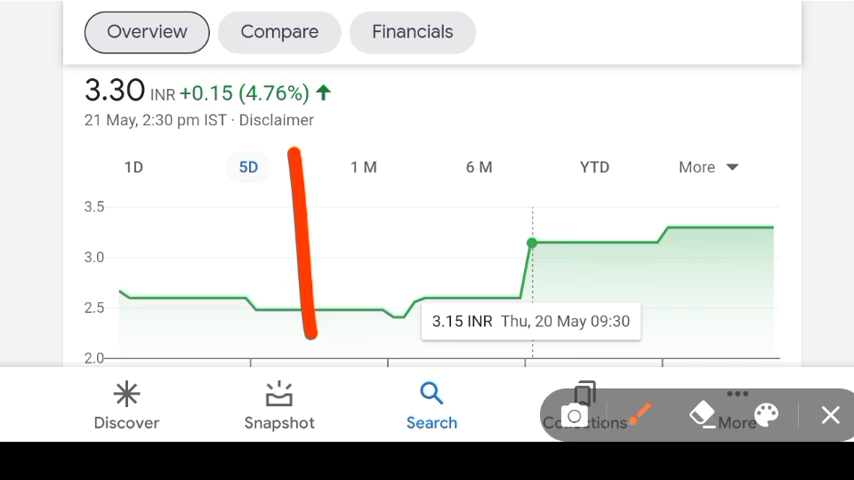 Overview Compare Financials
3.30 INR +0.15 (4.76%)
21 May, 2:30 pm IST · Disclaimer
1D 5D 1 M 6 M YTD More
3.5
3.0
2.5
3.15 INR Thu, 20 May 09:30
2.0
Discover Snapshot Search Collections More